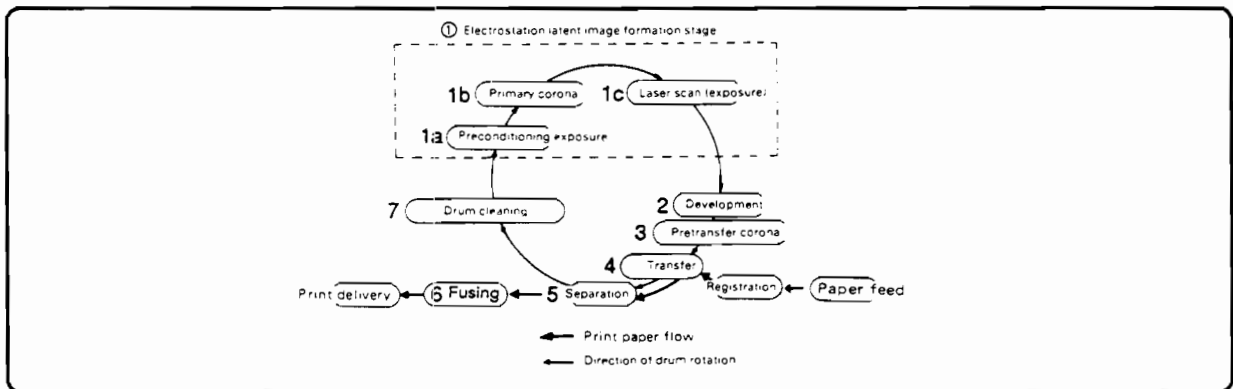 ① Electrostation latent image formation stage
1b Primary corona
1c Laser scan (exposure)
1a Preconditioning exposure
7 Drum cleaning
2 Development
3 Pretransfer corona
4 Transfer
Registration
Paper feed
5 Separation
6 Fusing
Print delivery
Print paper flow
Direction of drum rotation